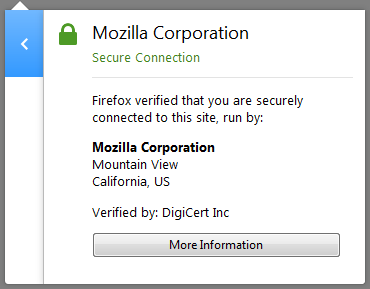 Mozilla Corporation
Secure Connection
Firefox verified that you are securely
connected to this site, run by:
Mozilla Corporation
Mountain View
California, US
Verified by: DigiCert Inc
More Information